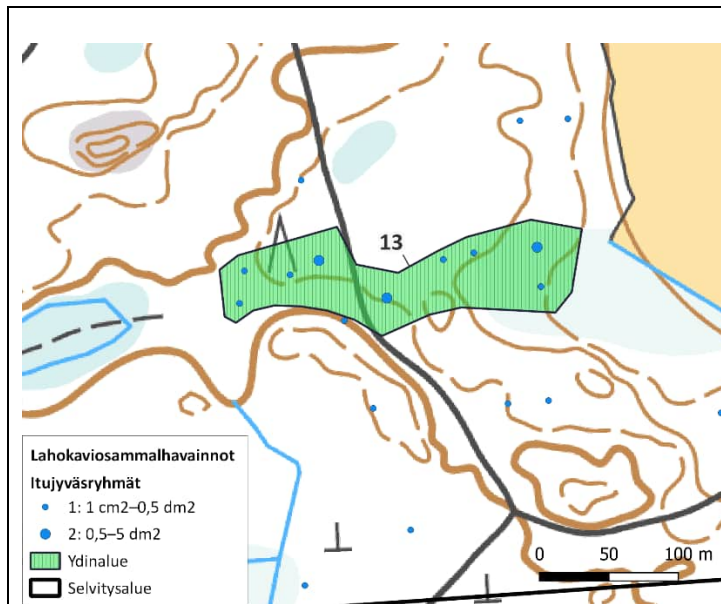 13
Lahokaviosammalhavainnot
Itujyväsryhmät
1: 1 cm2–0,5 dm2
2: 0,5–5 dm2
Ydinalue
Selvitysalue
0 50 100 m